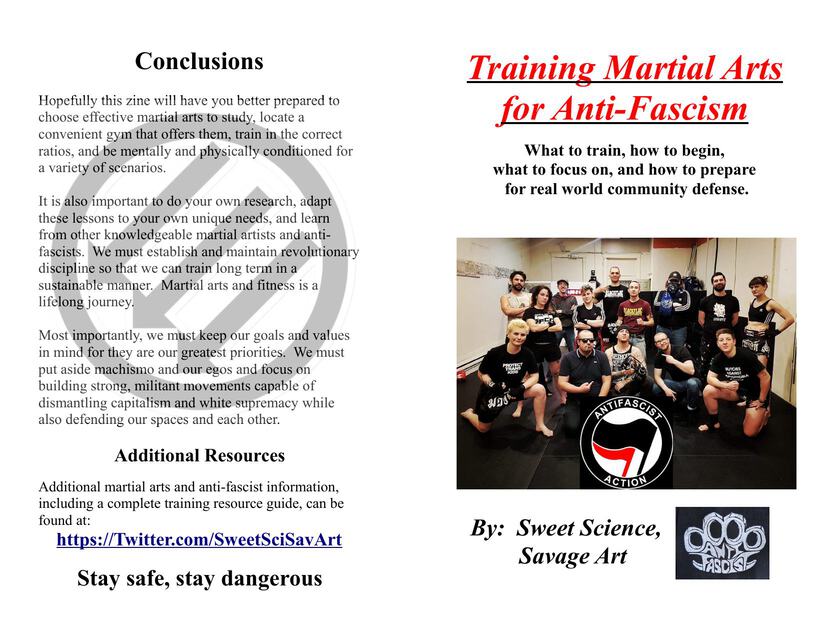 Conclusions
Hopefully this zine will have you better prepared to
choose effective martial arts to study, locate a
convenient gym that offers them, train in the correct
ratios, and be mentally and physically conditioned for
a variety of scenarios.
It is also important to do your own research, adapt
these lessons to your own unique needs, and learn
from other knowledgeable martial artists and anti-
fascists.  We must establish and maintain revolutionary
discipline so that we can train long term in a
sustainable manner.  Martial arts and fitness is a
lifelong journey.
Most importantly, we must keep our goals and values
in mind for they are our greatest priorities.  We must
put aside machismo and our egos and focus on
building strong, militant movements capable of
dismantling capitalism and white supremacy while
also defending our spaces and each other.
Additional Resources
Additional martial arts and anti-fascist information,
including a complete training resource guide, can be
found at:
https://Twitter.com/SweetSciSavArt
Stay safe, stay dangerous
Training Martial Arts
for Anti-Fascism
What to train, how to begin,
what to focus on, and how to prepare
for real world community defense.
PROTECT
TRANS
KIDS
ANTIFASCIST
ACTION
By:  Sweet Science,
Savage Art
ANTI
FASCIST